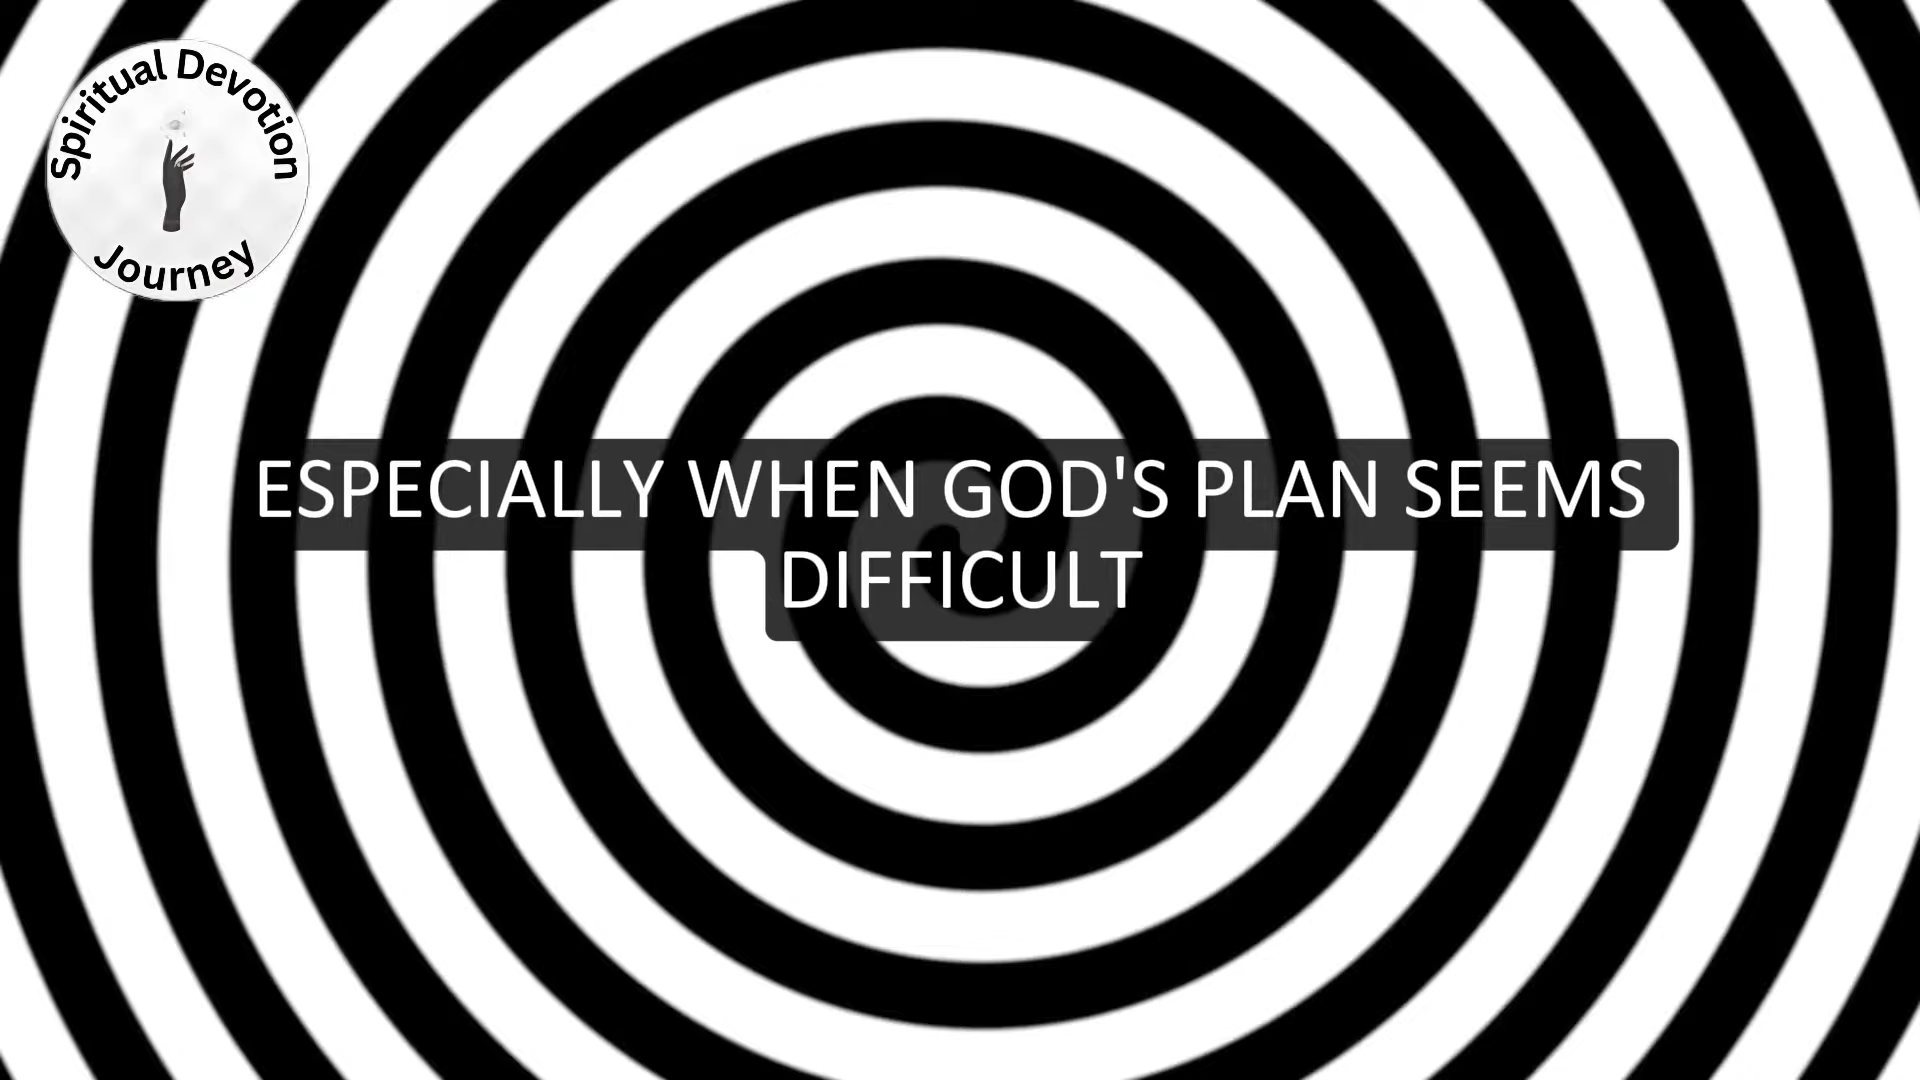 Spiritual Devotion
Journey
ESPECIALLY WHEN GOD'S PLAN SEEMS
DIFFICULT